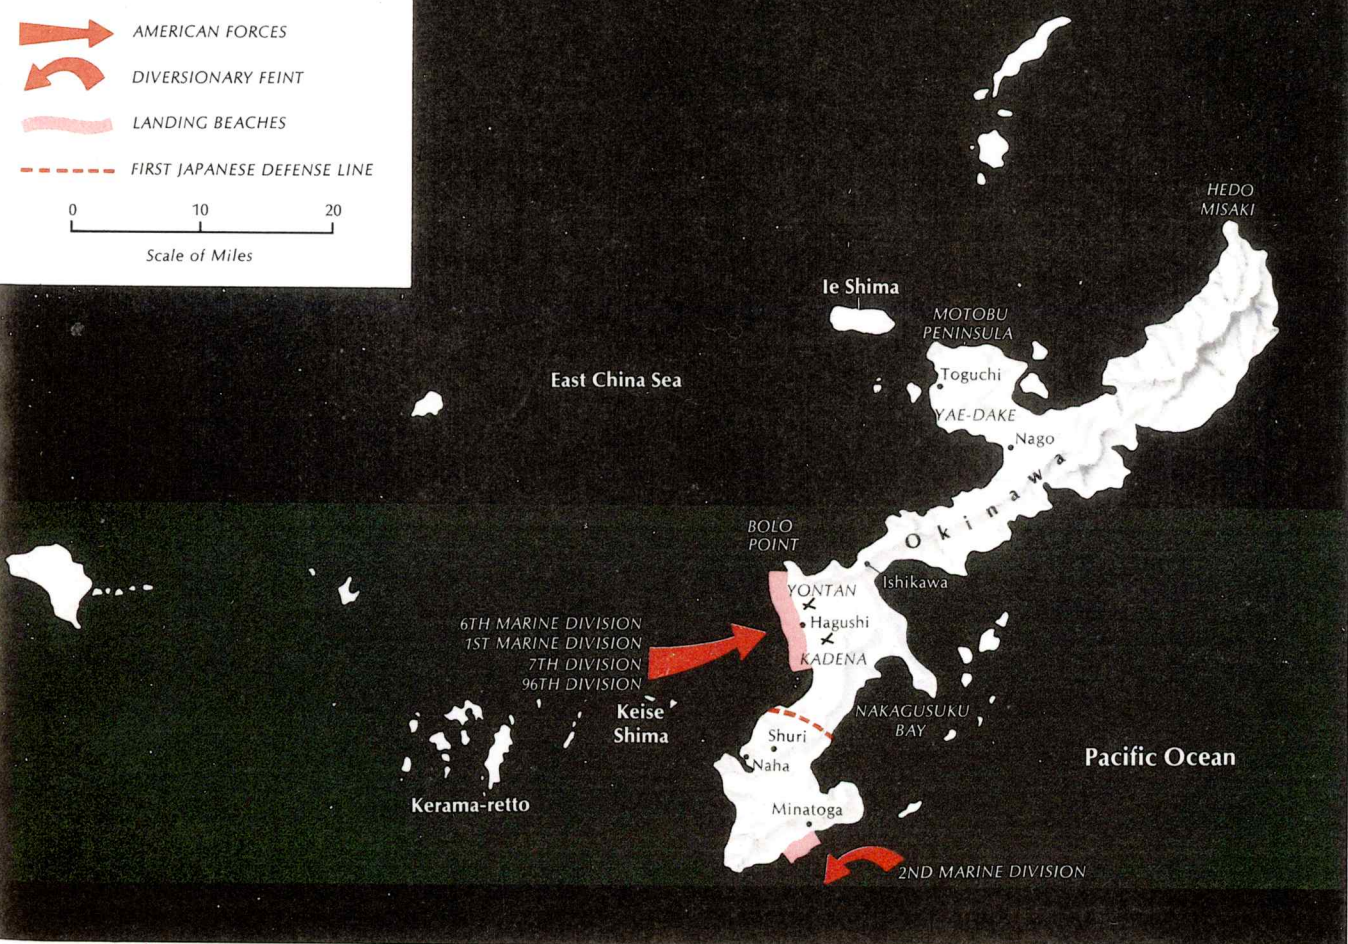 AMERICAN FORCES
DIVERSIONARY FEINT
LANDING BEACHES
FIRST JAPANESE DEFENSE LINE
0 10 20
Scale of Miles
HEDO
MISAKI
Ie Shima
MOTOBU
PENINSULA
East China Sea
Toguchi
YAE-DAKE
Nago
Okinawa
BOLO
POINT
Ishikawa
YONTAN
6TH MARINE DIVISION
Hagushi
1ST MARINE DIVISION
7TH DIVISION
KADENA
96TH DIVISION
Keise
Shima
NAKAGUSUKU
BAY
Shuri
Naha
Pacific Ocean
Kerama-retto
Minatoga
2ND MARINE DIVISION